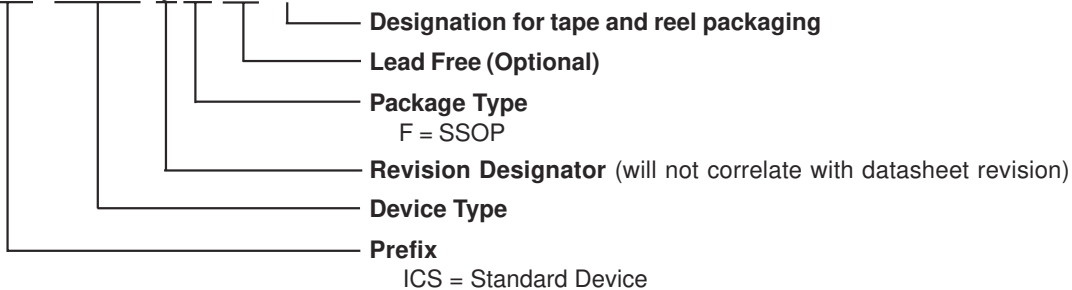 Designation for tape and reel packaging
Lead Free (Optional)
Package Type
F = SSOP
Revision Designator (will not correlate with datasheet revision)
Device Type
Prefix
ICS = Standard Device